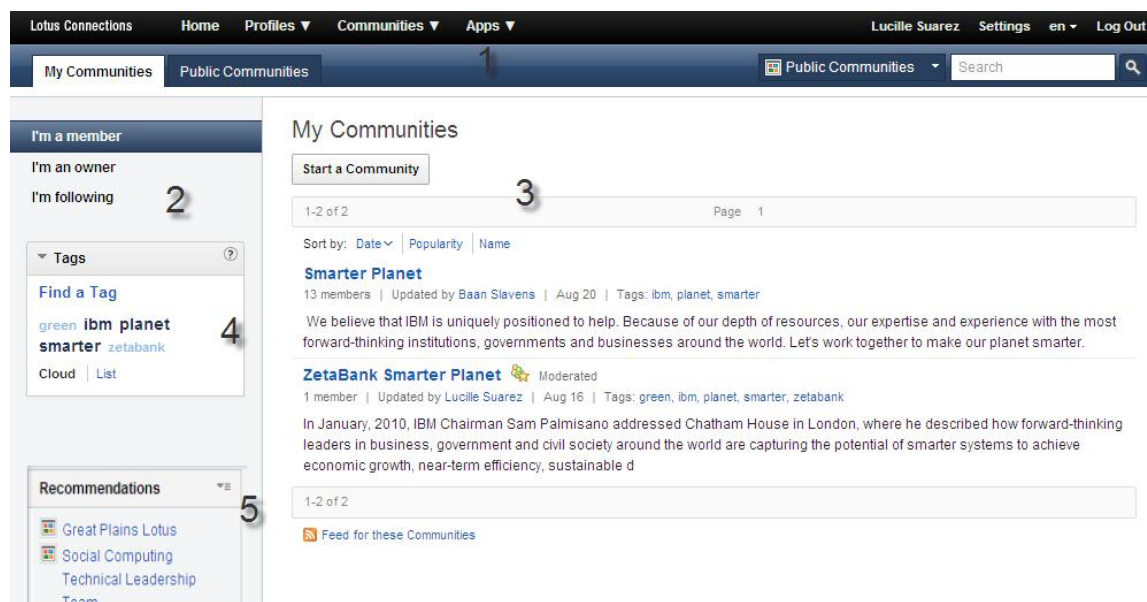 Lotus Connections Home Profiles ▼ Communities ▼ Apps ▼ Lucille Suarez Settings en Log Out
1
My Communities Public Communities Public Communities Search
I'm a member
I'm an owner
I'm following
2
Tags ?
Find a Tag
green ibm planet
smarter zetabank
4
Cloud | List
Recommendations
5
Great Plains Lotus
Social Computing
Technical Leadership
Team
My Communities
Start a Community
3
1-2 of 2 Page 1
Sort by: Date | Popularity | Name
Smarter Planet
13 members | Updated by Baan Slavens | Aug 20 | Tags: ibm, planet, smarter
We believe that IBM is uniquely positioned to help. Because of our depth of resources, our expertise and experience with the most
forward-thinking institutions, governments and businesses around the world. Let's work together to make our planet smarter.
ZetaBank Smarter Planet Moderated
1 member | Updated by Lucille Suarez | Aug 16 | Tags: green, ibm, planet, smarter, zetabank
In January, 2010, IBM Chairman Sam Palmisano addressed Chatham House in London, where he described how forward-thinking
leaders in business, government and civil society around the world are capturing the potential of smarter systems to achieve
economic growth, near-term efficiency, sustainable d
1-2 of 2
Feed for these Communities